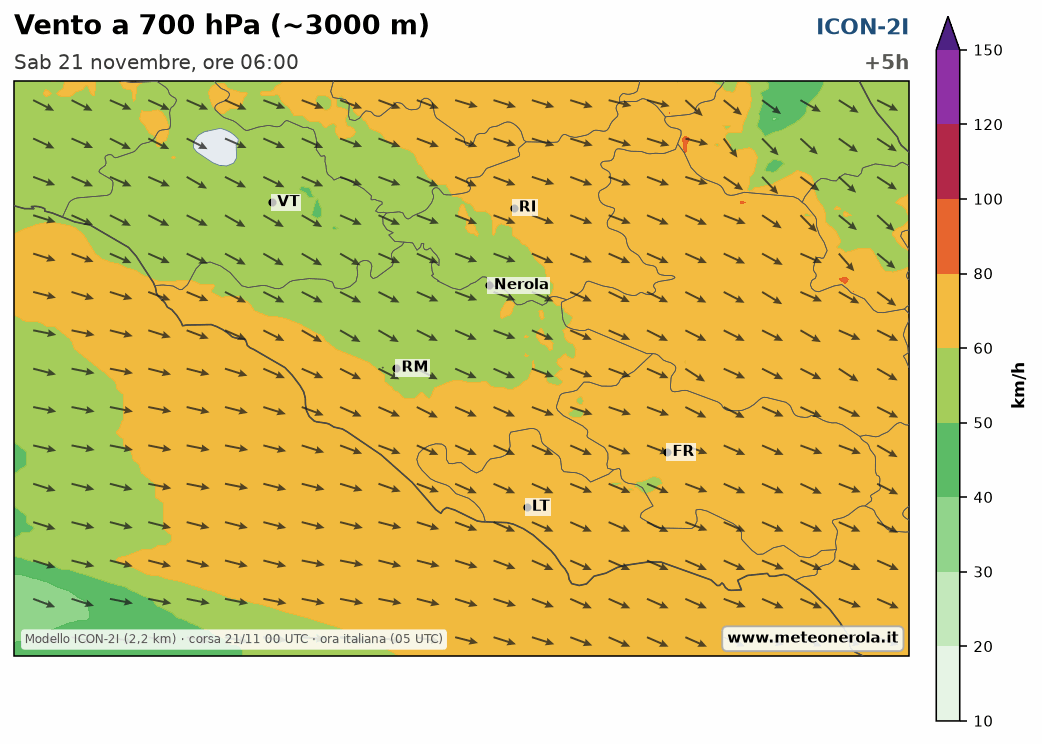 Vento a 700 hPa (~3000 m)
ICON-2I
Sab 21 novembre, ore 06:00
+5h
VT
RI
Nerola
RM
FR
LT
Modello ICON-2I (2,2 km) · corsa 21/11 00 UTC · ora italiana (05 UTC)
www.meteonerola.it
150
120
100
80
60
50
40
30
20
10
km/h